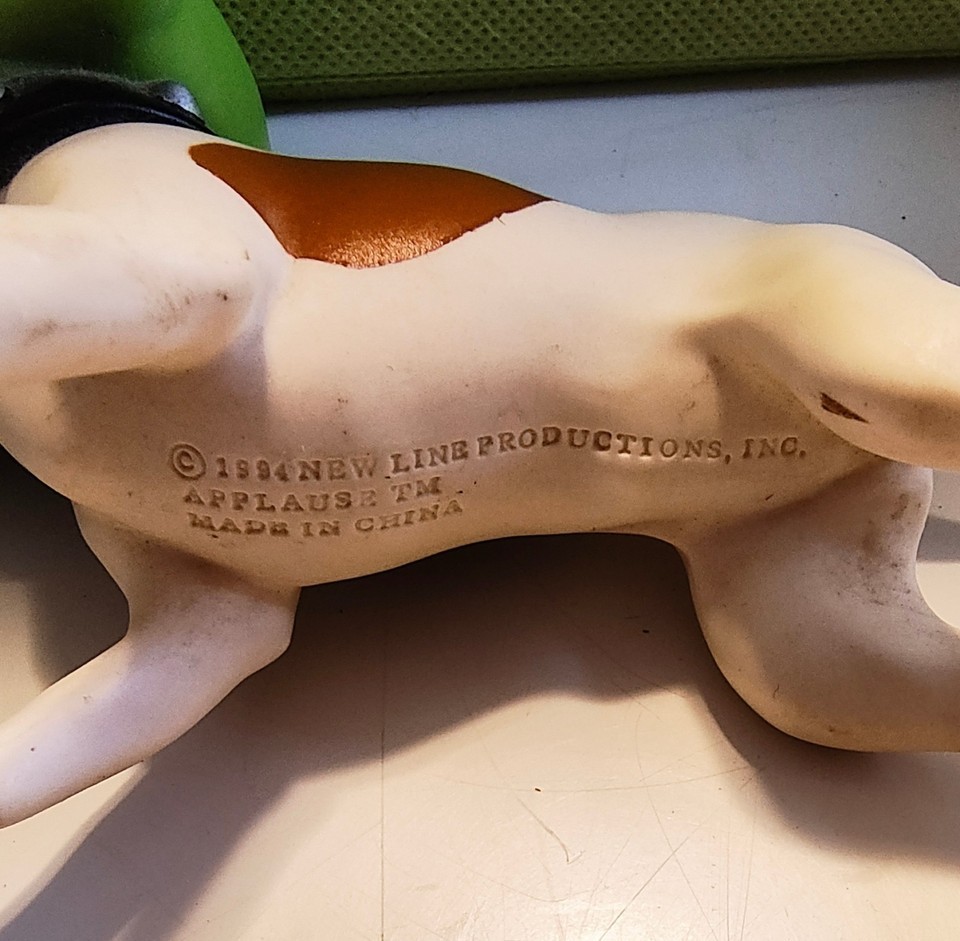 © 1994 NEW LINE PRODUCTIONS, INC.
APPLAUSE TM
MADE IN CHINA